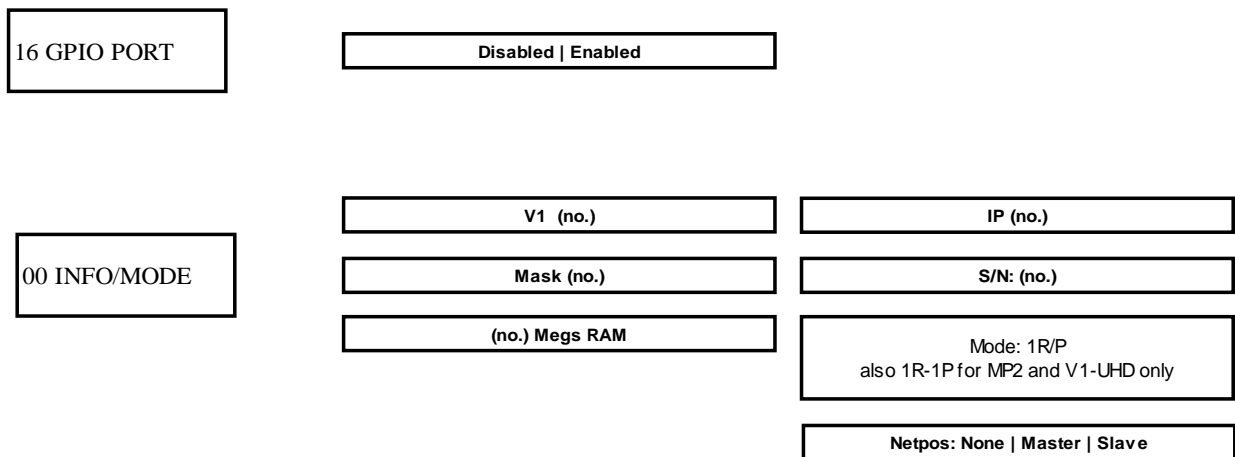 16 GPIO PORT
Disabled | Enabled
V1 (no.)
IP (no.)
00 INFO/MODE
Mask (no.)
S/N: (no.)
(no.) Megs RAM
Mode: 1R/P
also 1R-1P for MP2 and V1-UHD only
Netpos: None | Master | Slave